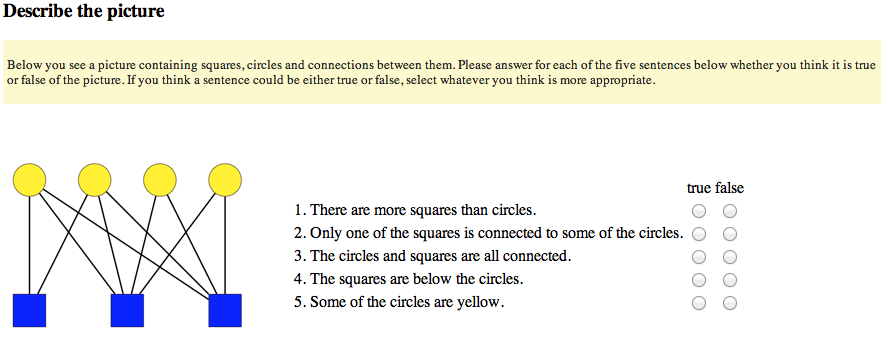 Describe the picture
Below you see a picture containing squares, circles and connections between them. Please answer for each of the five sentences below whether you think it is true
or false of the picture. If you think a sentence could be either true or false, select whatever you think is more appropriate.
true false
1. There are more squares than circles.
2. Only one of the squares is connected to some of the circles.
3. The circles and squares are all connected.
4. The squares are below the circles.
5. Some of the circles are yellow.